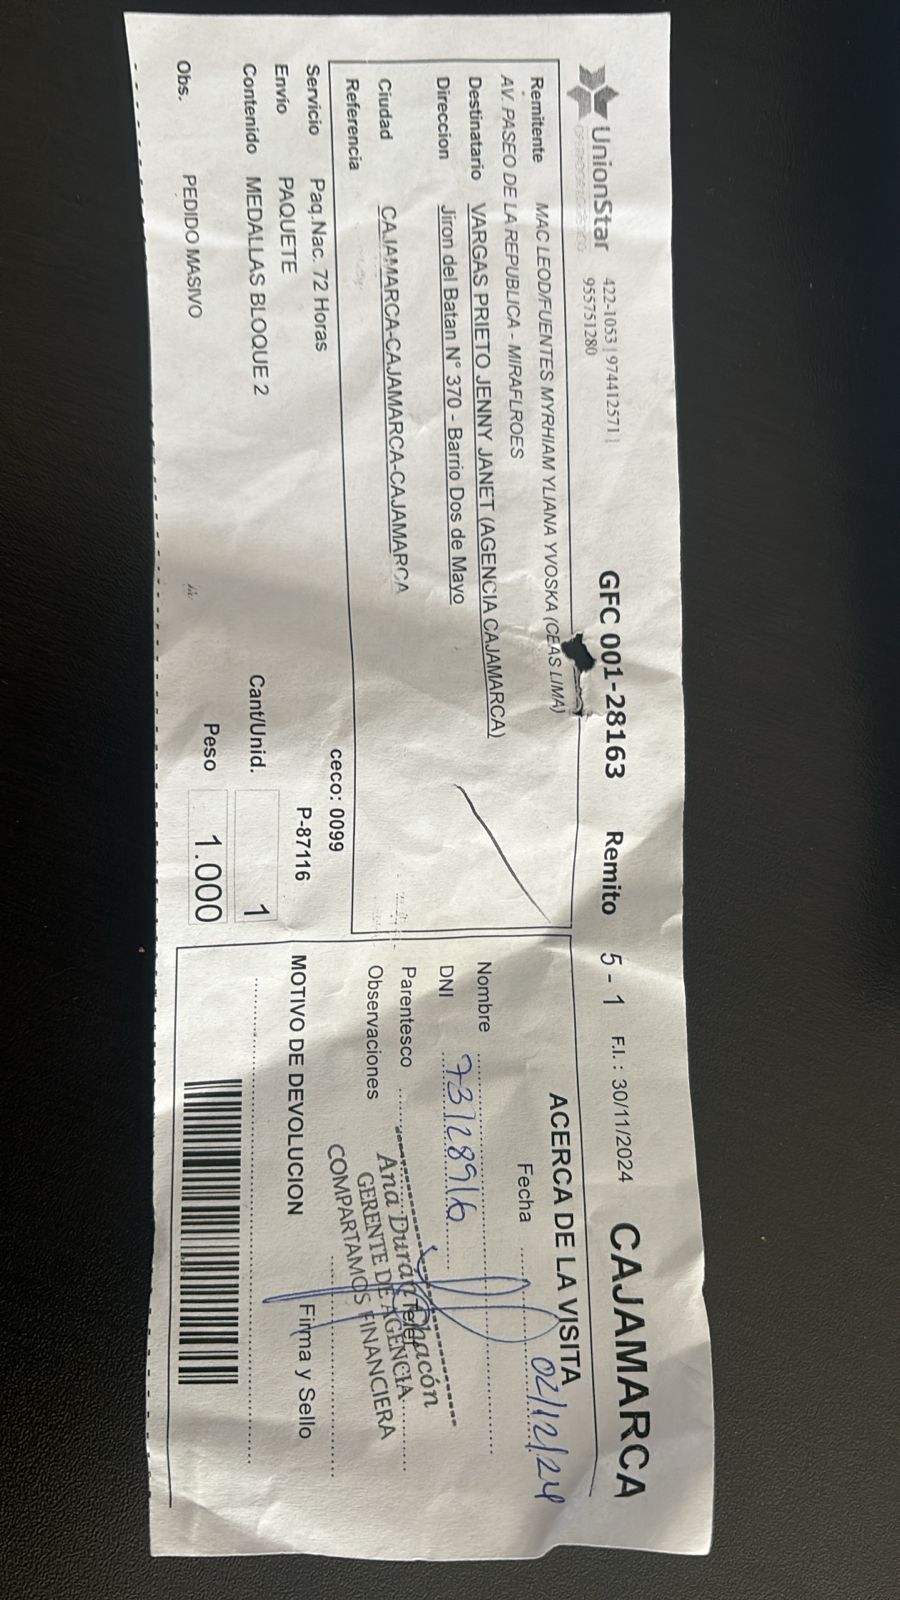 UnionStar
422-1053 | 974412571 |
955751280
GFC 001-28163 Remito 5 - 1 F.I.: 30/11/2024 CAJAMARCA
Remitente MAC LEOD/FUENTES MYRHIAM YLIANA YVOSKA (CEAS LIMA)
AV. PASEO DE LA REPUBLICA - MIRAFLROES
Destinatario VARGAS PRIETO JENNY JANET (AGENCIA CAJAMARCA)
Direccion Jiron del Batan N° 370 - Barrio Dos de Mayo
Ciudad CAJAMARCA-CAJAMARCA-CAJAMARCA
Referencia
Servicio Paq.Nac. 72 Horas ceco: 0099
Envío PAQUETE P-87116
Contenido MEDALLAS BLOQUE 2 Cant/Unid. 1
Obs. PEDIDO MASIVO Peso 1.000
ACERCA DE LA VISITA
Fecha 02/12/24
Nombre
DNI 73128916
Parentesco Telef
Observaciones
Ana Durand Chacón
GERENTE DE AGENCIA
COMPARTAMOS FINANCIERA
MOTIVO DE DEVOLUCION Firma y Sello